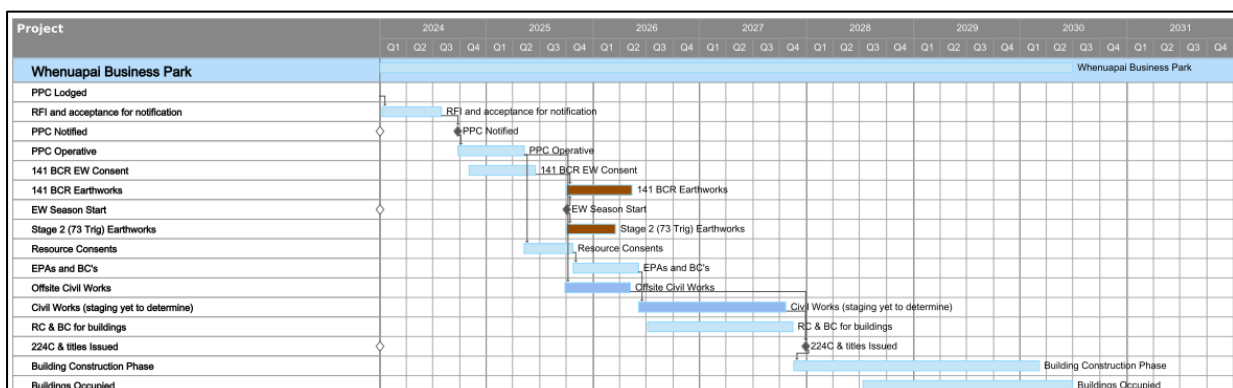 Project 2024 2025 2026 2027 2028 2029 2030 2031
Q1 Q2 Q3 Q4 Q1 Q2 Q3 Q4 Q1 Q2 Q3 Q4 Q1 Q2 Q3 Q4 Q1 Q2 Q3 Q4 Q1 Q2 Q3 Q4 Q1 Q2 Q3 Q4 Q1 Q2 Q3 Q4
Whenuapai Business Park Whenuapai Business Park
PPC Lodged
RFI and acceptance for notification RFI and acceptance for notification
PPC Notified PPC Notified
PPC Operative PPC Operative
141 BCR EW Consent 141 BCR EW Consent
141 BCR Earthworks 141 BCR Earthworks
EW Season Start EW Season Start
Stage 2 (73 Trig) Earthworks Stage 2 (73 Trig) Earthworks
Resource Consents Resource Consents
EPAs and BC's EPAs and BC's
Offsite Civil Works Offsite Civil Works
Civil Works (staging yet to determine) Civil Works (staging yet to determine)
RC & BC for buildings RC & BC for buildings
224C & titles Issued 224C & titles Issued
Building Construction Phase Building Construction Phase
Buildings Occupied Buildings Occupied